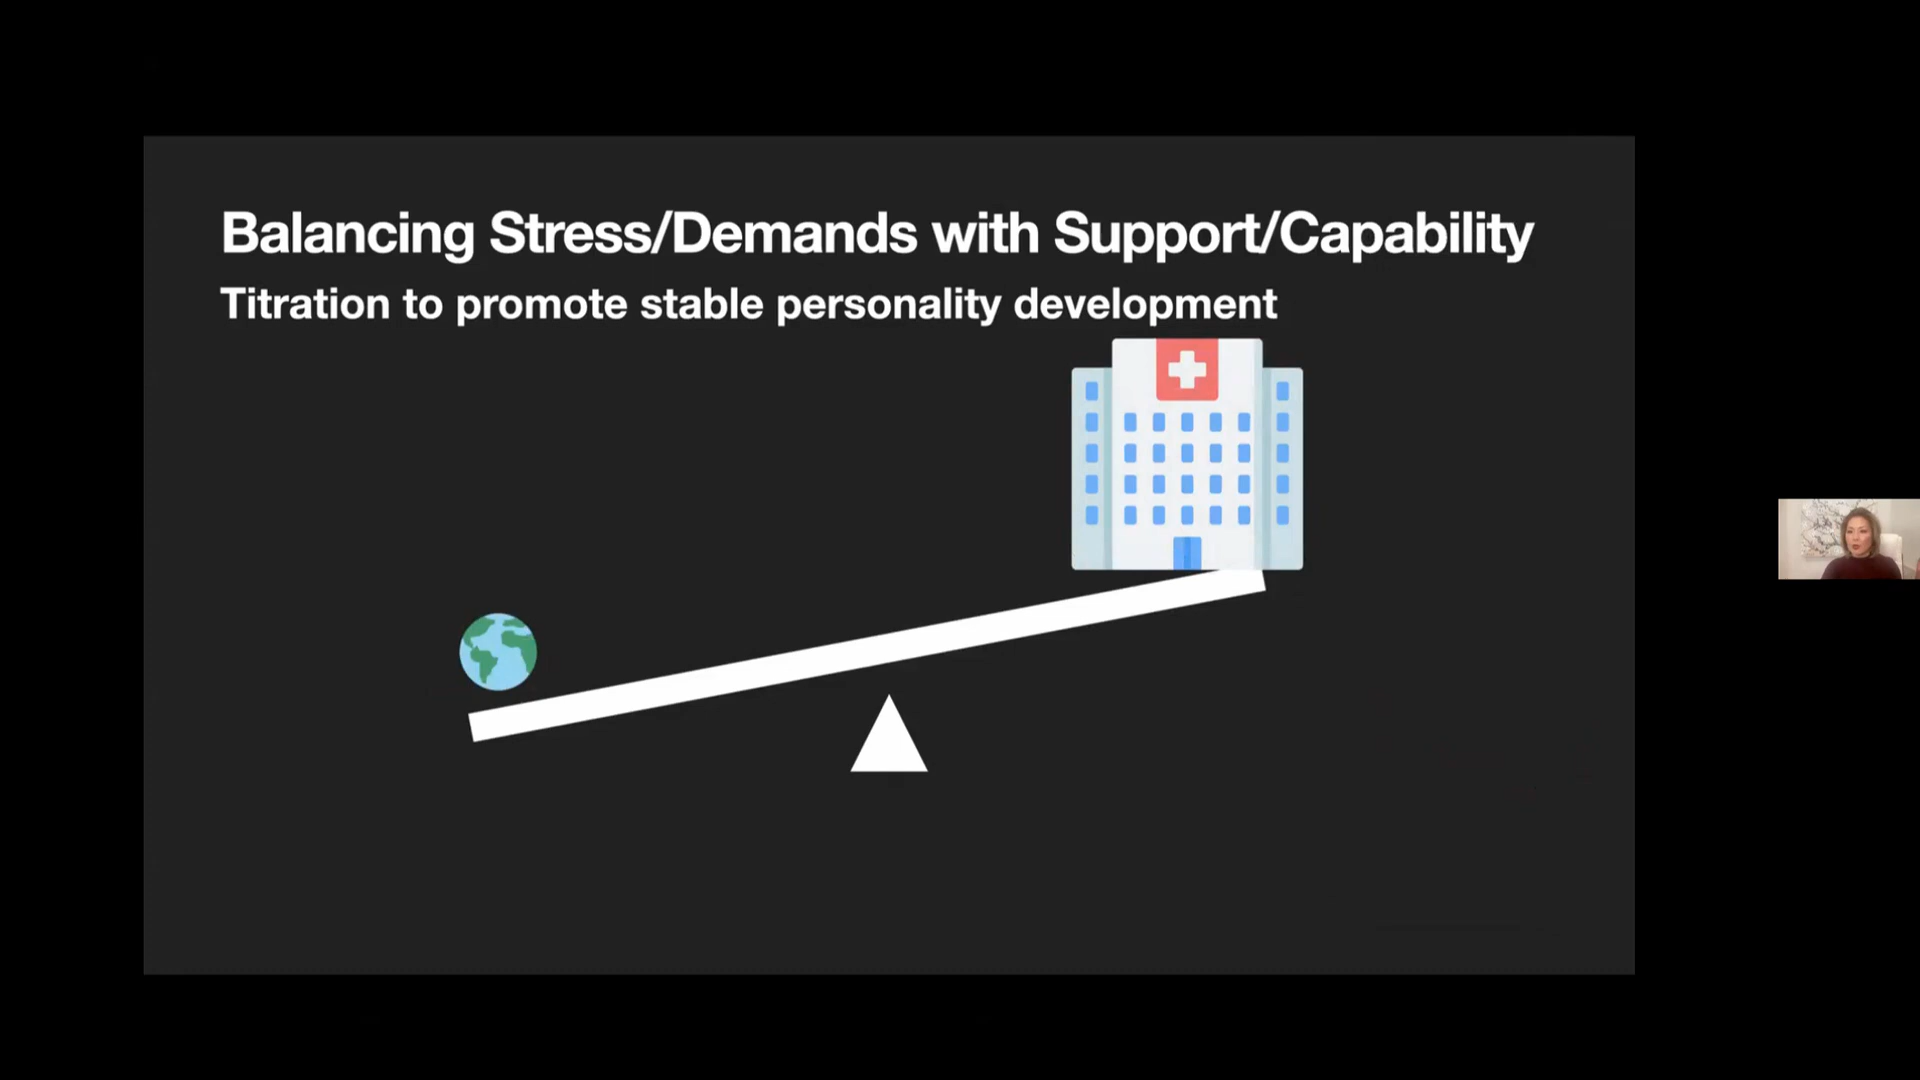 Balancing Stress/Demands with Support/Capability
Titration to promote stable personality development